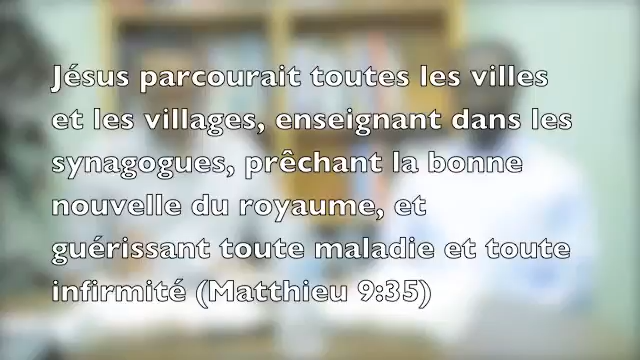 Jésus parcourait toutes les villes
et les villages, enseignant dans les
synagogues, prêchant la bonne
nouvelle du royaume, et
guérissant toute maladie et toute
infirmité (Matthieu 9:35)